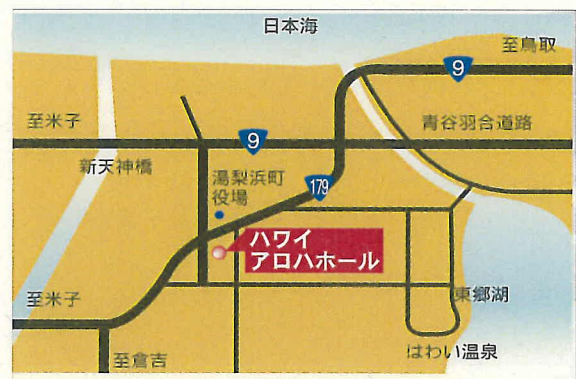 日本海
至鳥取
9
至米子
青谷羽合道路
9
新天神橋
湯梨浜町
役場
179
ハワイ
アロハホール
至米子
東郷湖
はわい温泉
至倉吉